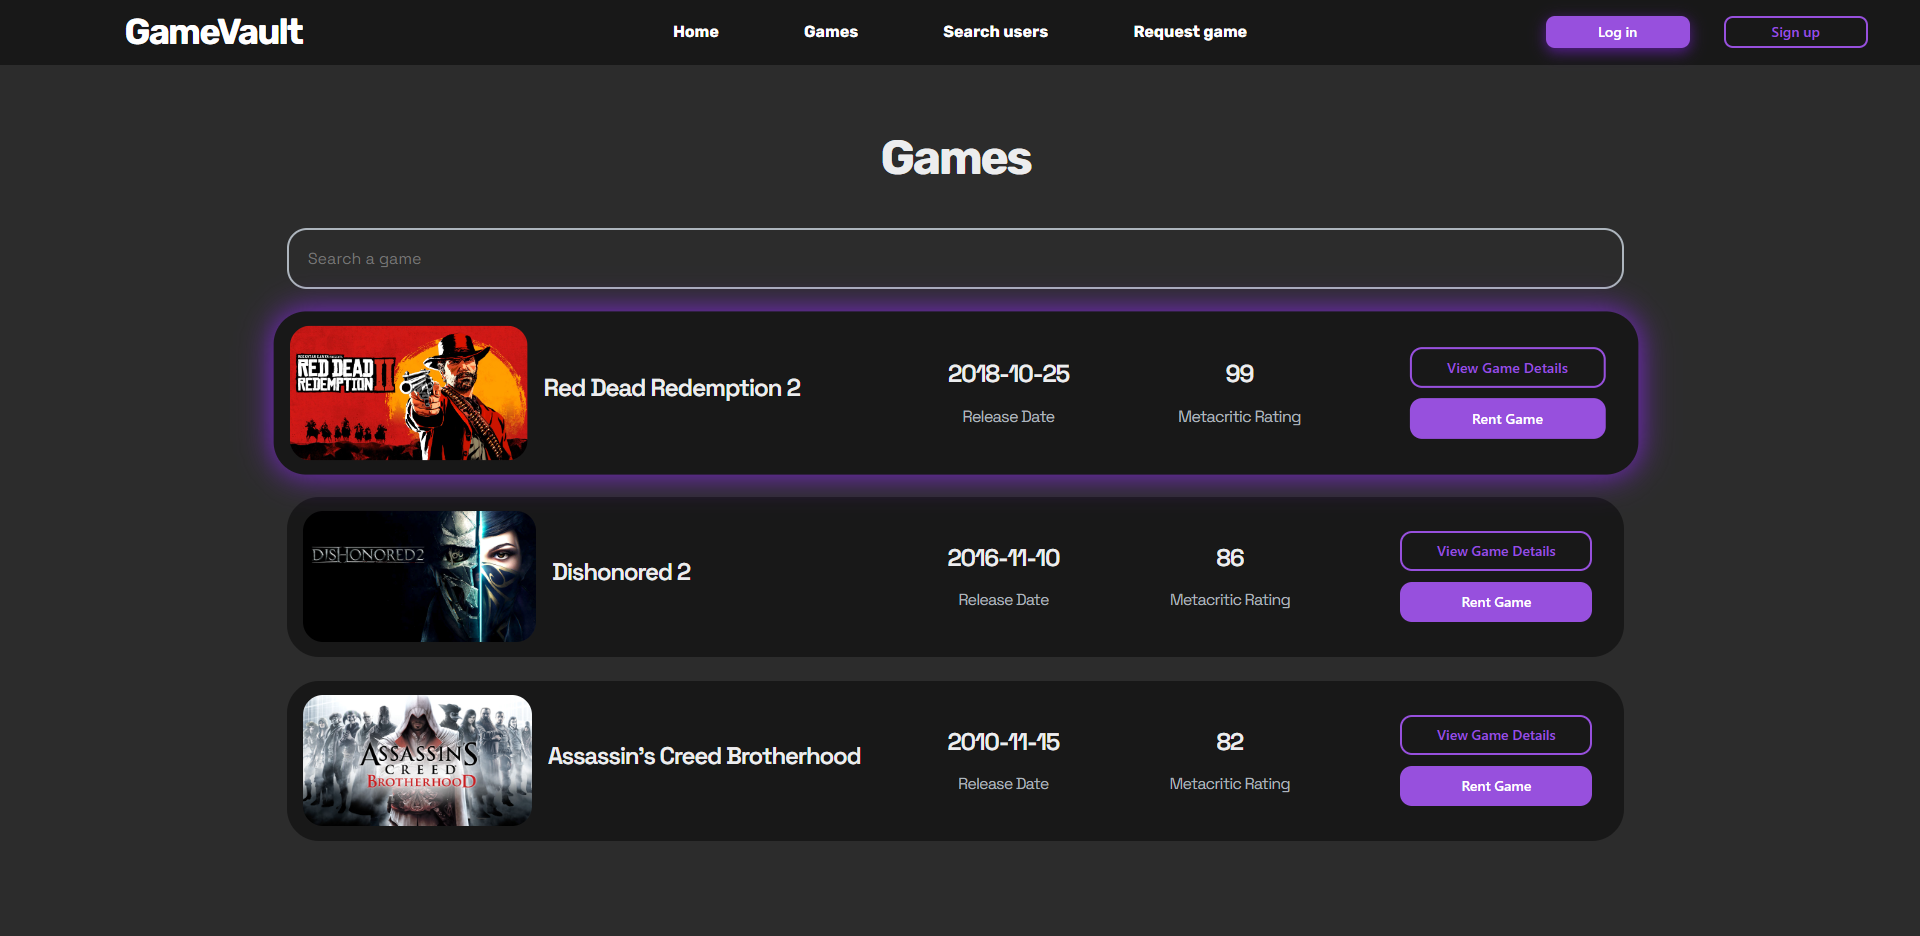 GameVault
Home
Games
Search users
Request game
Log in
Sign up
Games
Search a game
RED DEAD
REDEMPTION II
Red Dead Redemption 2
2018-10-25
Release Date
99
Metacritic Rating
View Game Details
Rent Game
DISHONORED 2
Dishonored 2
2016-11-10
Release Date
86
Metacritic Rating
View Game Details
Rent Game
ASSASSIN'S
CREED
BROTHERHOOD
Assassin's Creed Brotherhood
2010-11-15
Release Date
82
Metacritic Rating
View Game Details
Rent Game